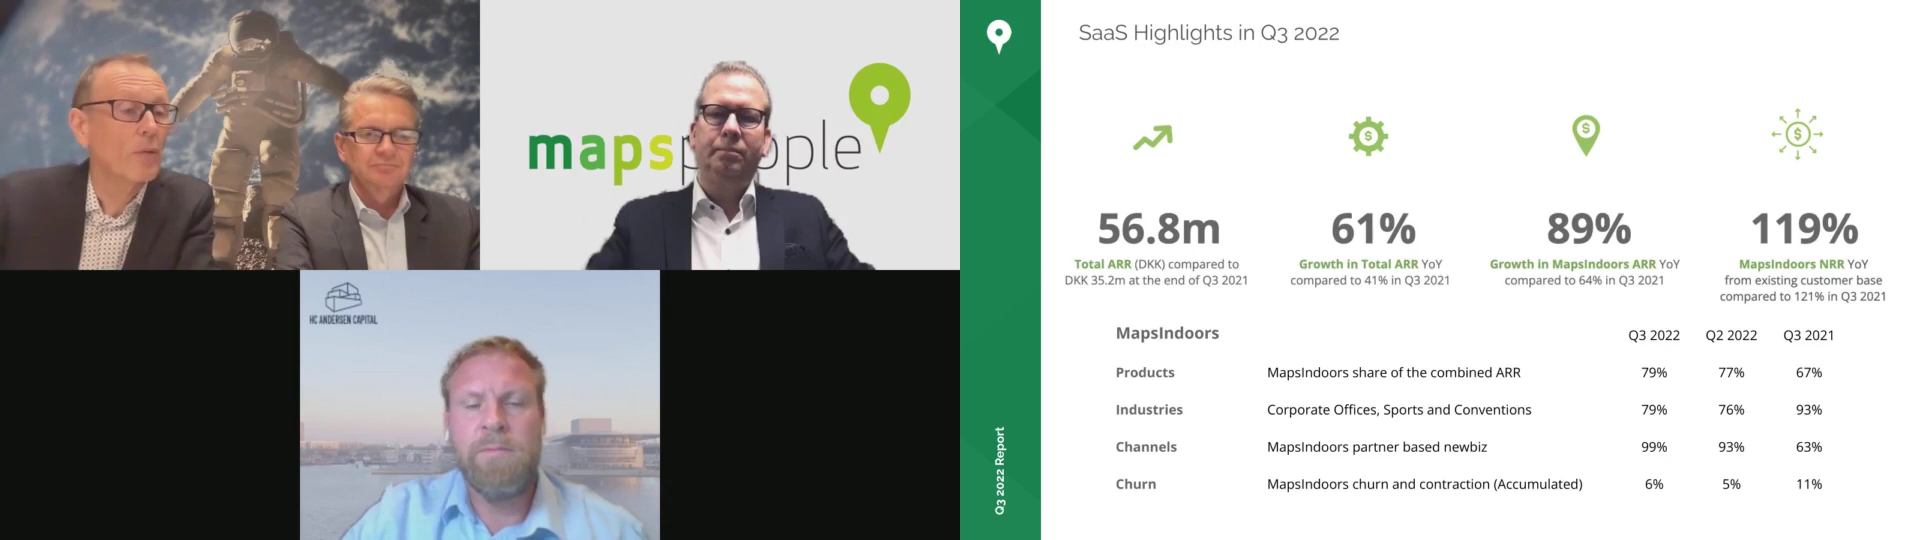 mapspeople
HC ANDERSEN CAPITAL
Q3 2022 Report
SaaS Highlights in Q3 2022
56.8m
Total ARR (DKK) compared to
DKK 35.2m at the end of Q3 2021
61%
Growth in Total ARR YoY
compared to 41% in Q3 2021
89%
Growth in MapsIndoors ARR YoY
compared to 64% in Q3 2021
119%
MapsIndoors NRR YoY
from existing customer base
compared to 121% in Q3 2021
MapsIndoors Q3 2022 Q2 2022 Q3 2021
Products MapsIndoors share of the combined ARR 79% 77% 67%
Industries Corporate Offices, Sports and Conventions 79% 76% 93%
Channels MapsIndoors partner based newbiz 99% 93% 63%
Churn MapsIndoors churn and contraction (Accumulated) 6% 5% 11%